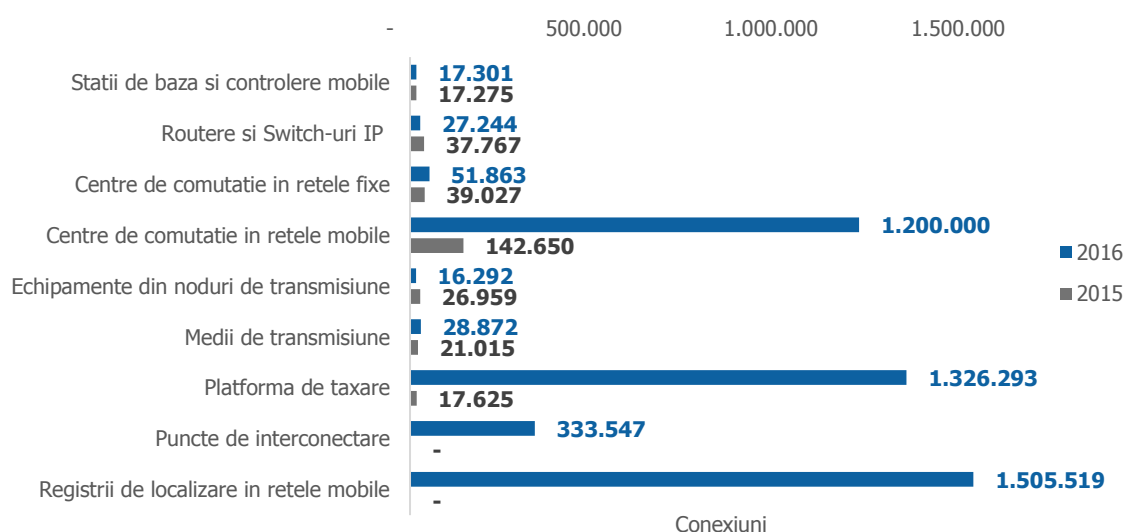 - 500.000 1.000.000 1.500.000
Statii de baza si controlere mobile 17.301
17.275
Routere si Switch-uri IP 27.244
37.767
Centre de comutatie in retele fixe 51.863
39.027
Centre de comutatie in retele mobile 1.200.000
142.650
Echipamente din noduri de transmisiune 16.292
26.959
Medii de transmisiune 28.872
21.015
Platforma de taxare 1.326.293
17.625
Puncte de interconectare 333.547
-
Registrii de localizare in retele mobile 1.505.519
-
2016
2015
Conexiuni